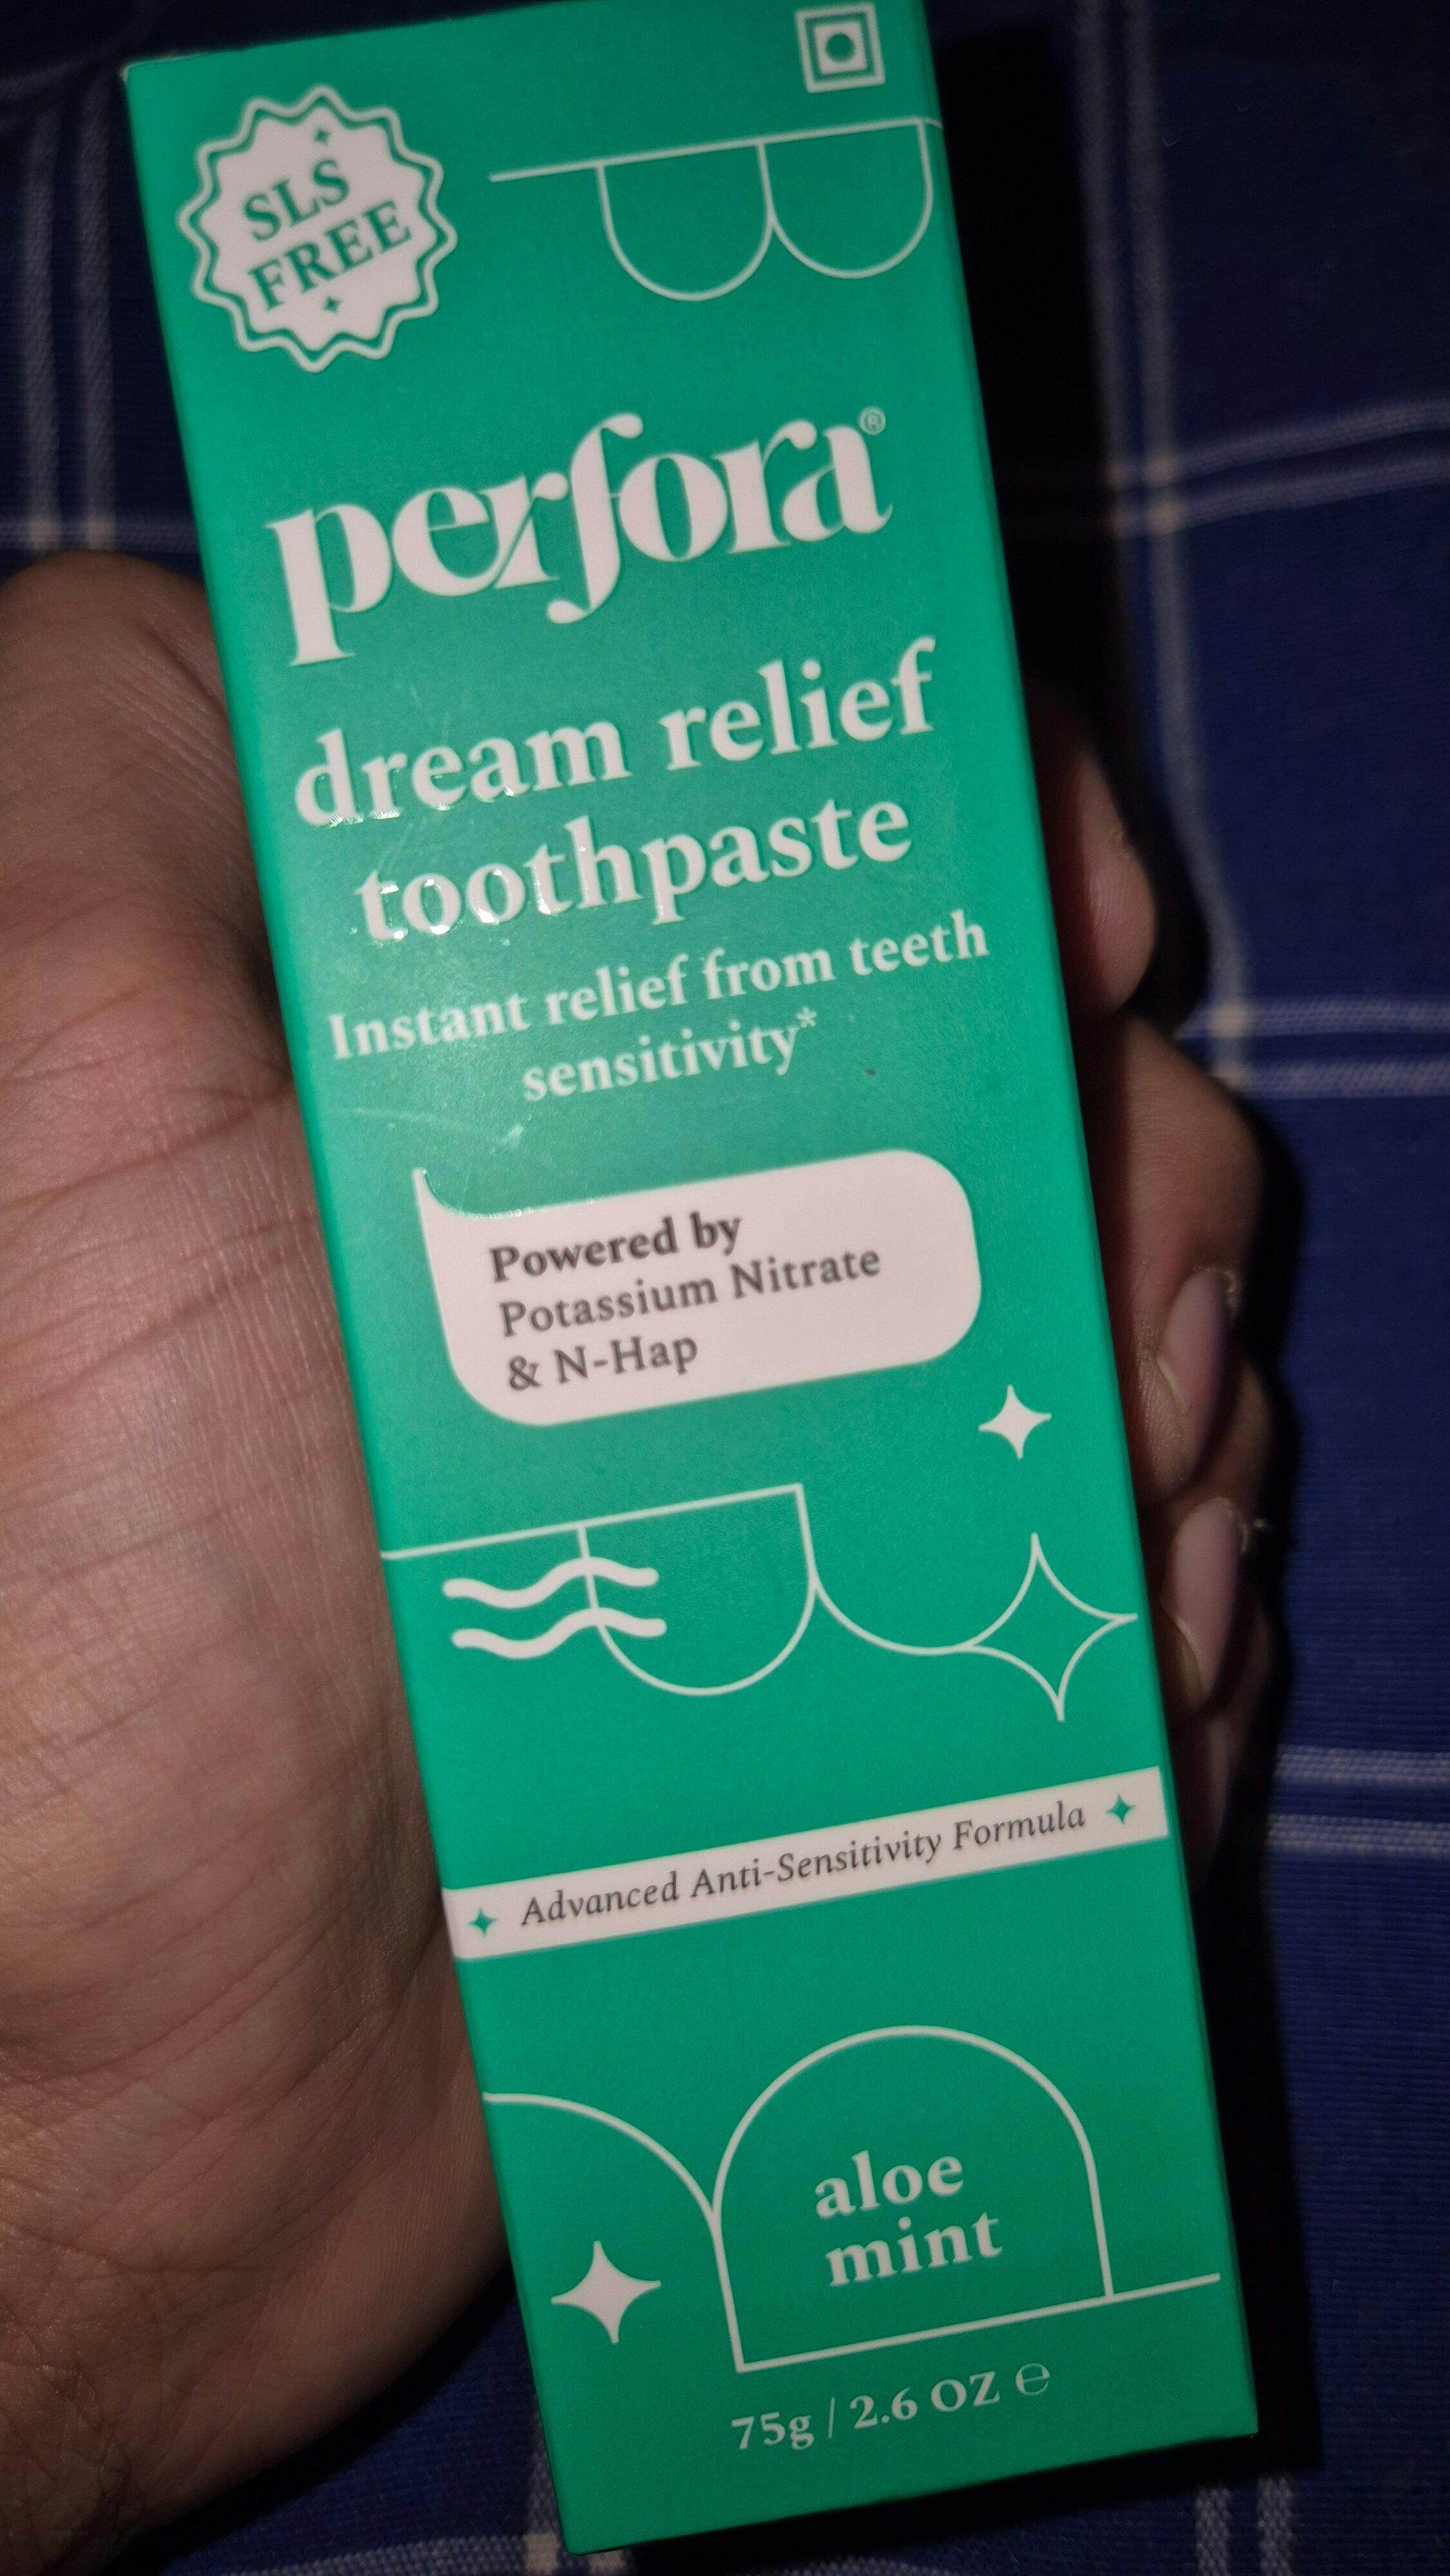 SLS
FREE
perfora®
dream relief
toothpaste
Instant relief from teeth
sensitivity*
Powered by
Potassium Nitrate
& N-Hap
Advanced Anti-Sensitivity Formula
aloe
mint
75g / 2.6 OZ ℮